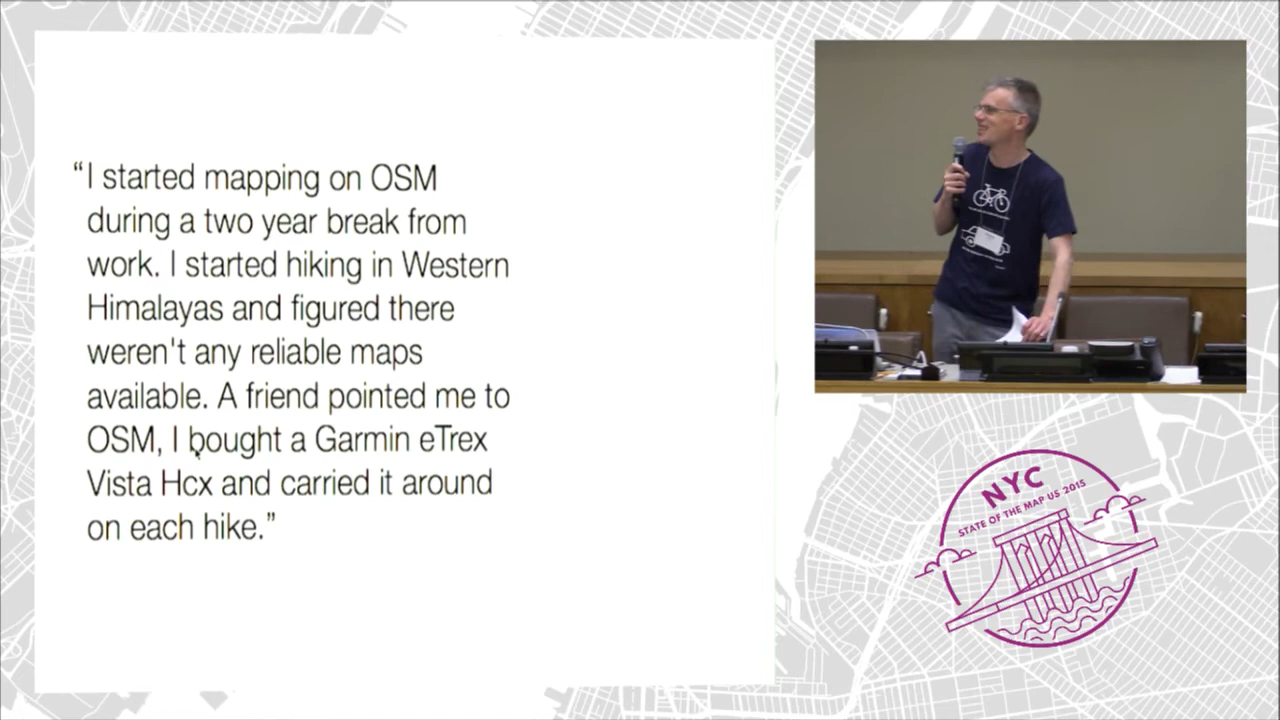 “I started mapping on OSM
during a two year break from
work. I started hiking in Western
Himalayas and figured there
weren't any reliable maps
available. A friend pointed me to
OSM, I bought a Garmin eTrex
Vista Hcx and carried it around
on each hike.”
NYC
STATE OF THE MAP US 2015